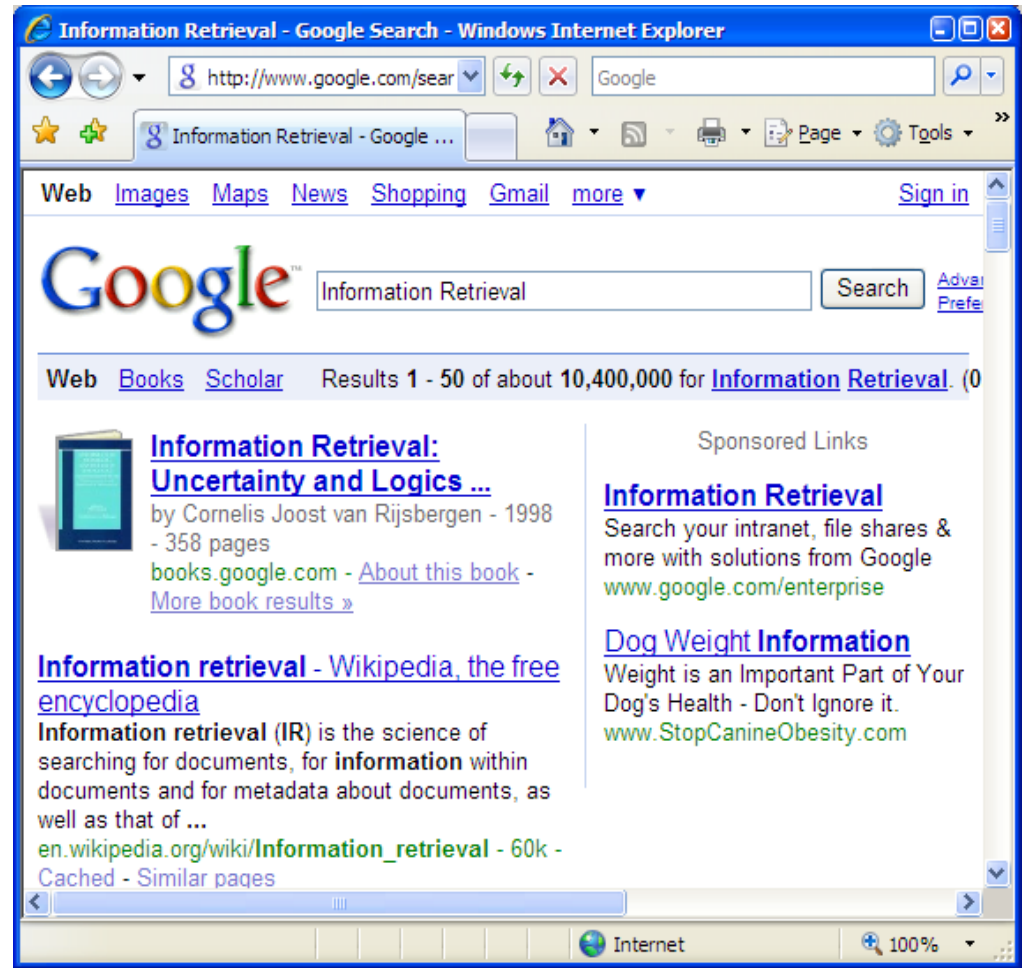 Information Retrieval - Google Search - Windows Internet Explorer
http://www.google.com/sear
Google
Information Retrieval - Google ...
Page
Tools
»
Web Images Maps News Shopping Gmail more ▼ Sign in
Google™
Information Retrieval
Search
Advar
Prefe
Web Books Scholar Results 1 - 50 of about 10,400,000 for Information Retrieval. (0
Information Retrieval:
Uncertainty and Logics ...
by Cornelis Joost van Rijsbergen - 1998
- 358 pages
books.google.com - About this book -
More book results »
Information retrieval - Wikipedia, the free
encyclopedia
Information retrieval (IR) is the science of
searching for documents, for information within
documents and for metadata about documents, as
well as that of ...
en.wikipedia.org/wiki/Information_retrieval - 60k -
Cached - Similar pages
Sponsored Links
Information Retrieval
Search your intranet, file shares &
more with solutions from Google
www.google.com/enterprise
Dog Weight Information
Weight is an Important Part of Your
Dog's Health - Don't Ignore it.
www.StopCanineObesity.com
Internet
100%